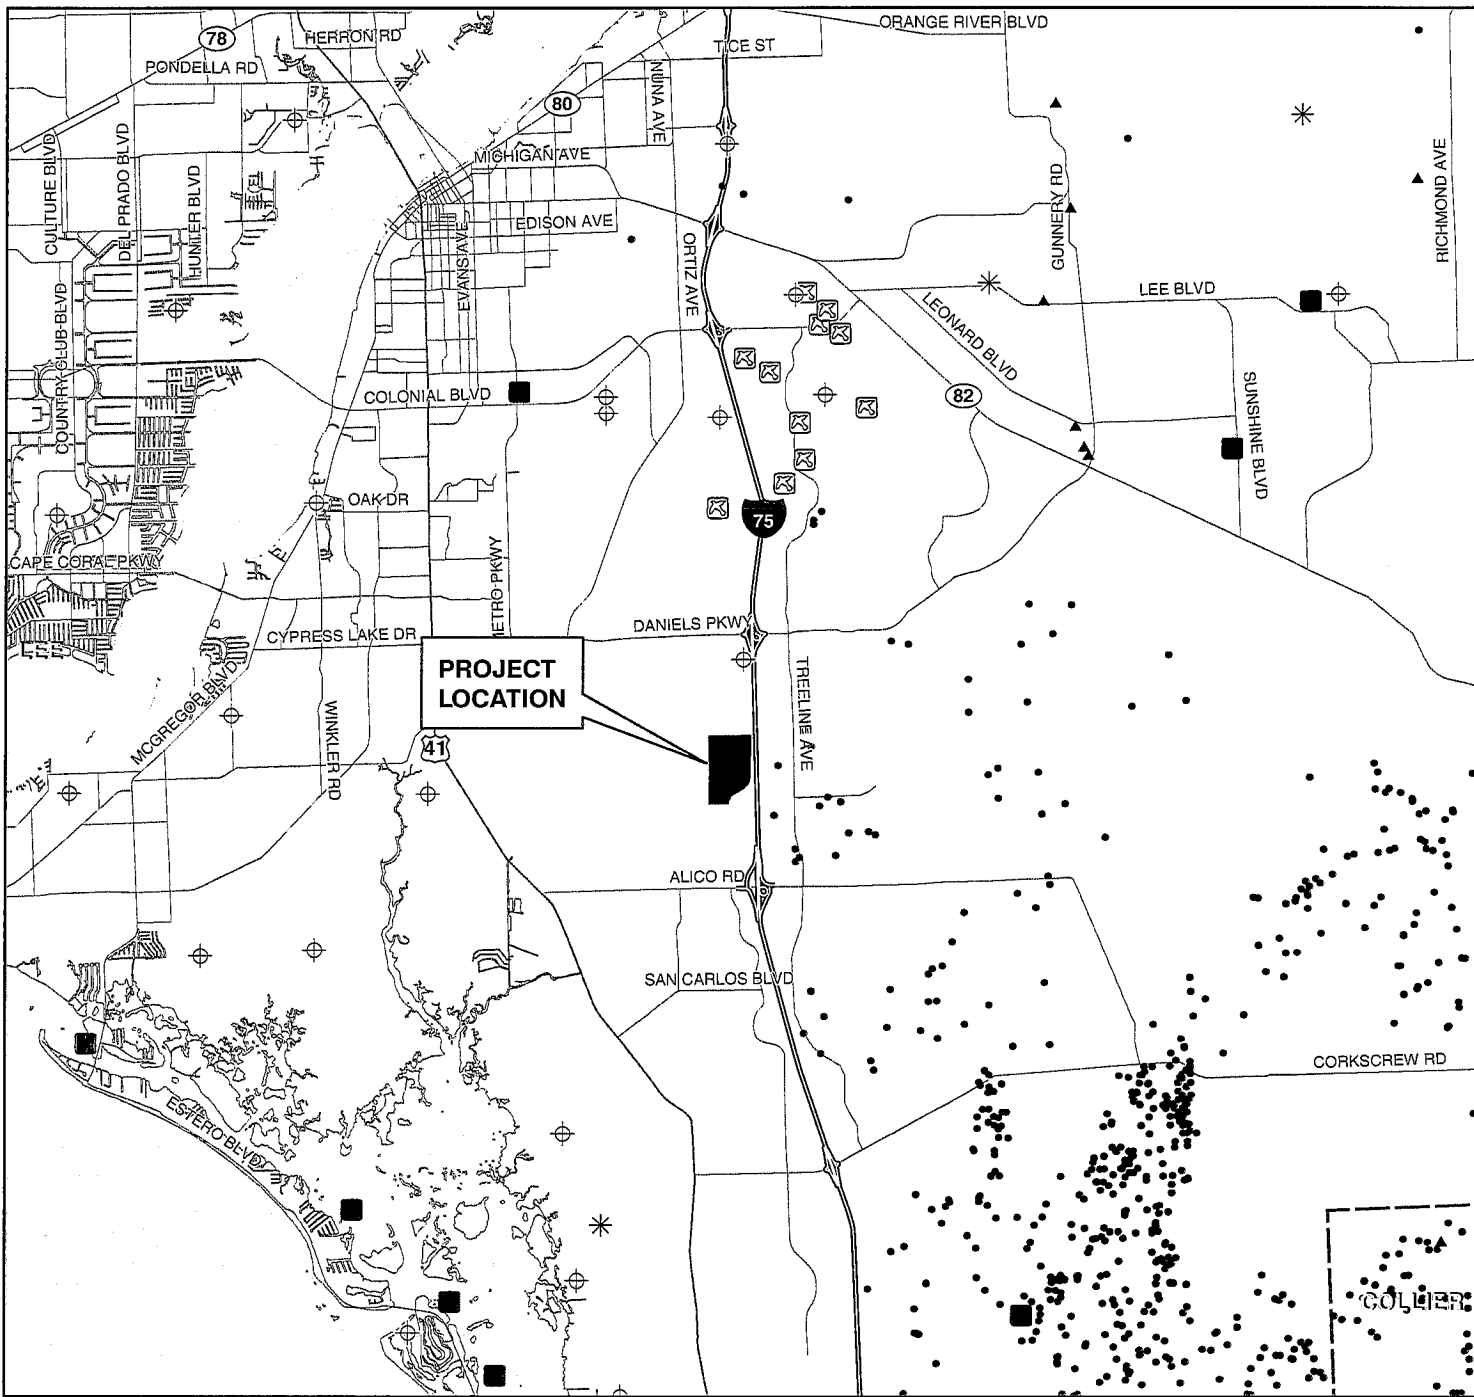 ORANGE RIVER BLVD
78
HERRON RD
TICE ST
PONDELLA RD
NUNA AVE
80
CULTURE BLVD
DEL PRADO BLVD
HUNTER BLVD
MICHIGAN AVE
GUNNERY RD
RICHMOND AVE
EDISON AVE
EVANS AVE
ORTIZ AVE
COUNTRY CLUB BLVD
LEE BLVD
LEONARD BLVD
COLONIAL BLVD
82
SUNSHINE BLVD
OAK DR
75
CAPE CORAL PKWY
METRO PKWY
CYPRESS LAKE DR
DANIELS PKWY
PROJECT
LOCATION
MCGREGOR BLVD
WINKLER RD
TREELINE AVE
41
ALICO RD
SAN CARLOS BLVD
CORKSCREW RD
ESTERO BLVD
COLLIER